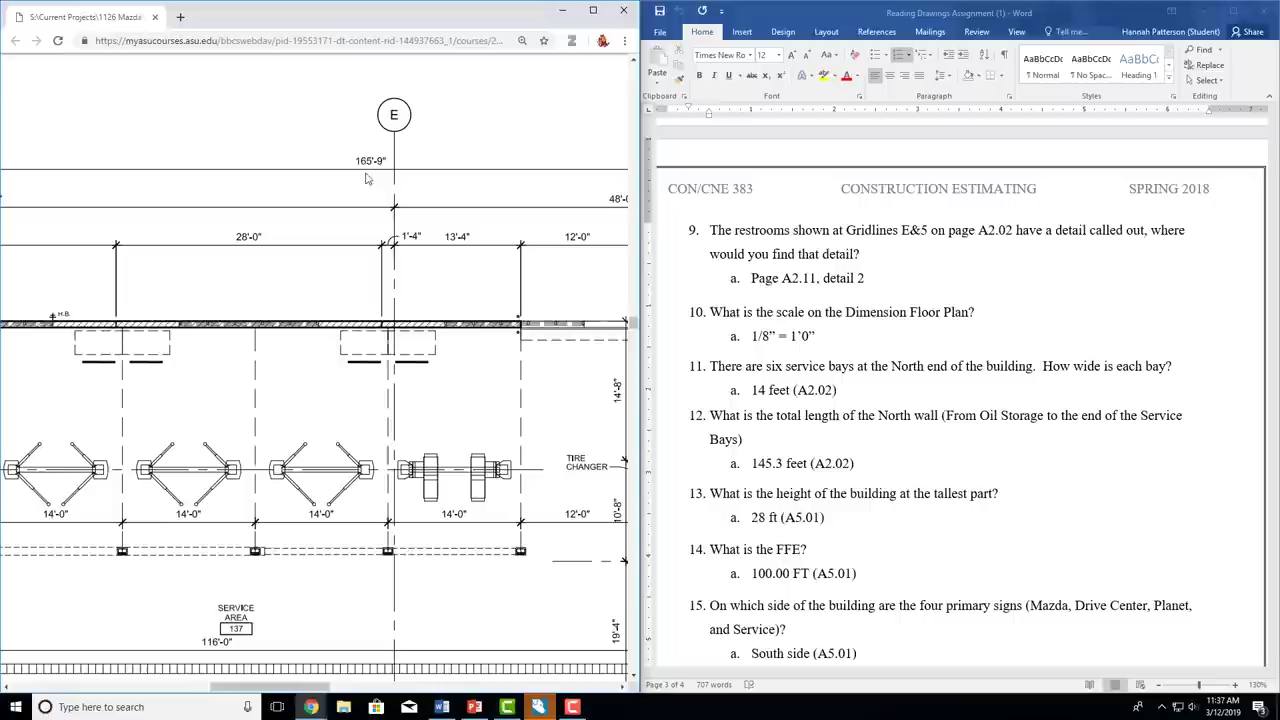 S:\Current Projects\1126 Mazda
https://myasucourses.asu.edu/bbcswebdav/pid-19553171-dt-content-rid-144937663_1/courses/2...
E
165'-9"
48'-0
28'-0"
1'-4"
13'-4"
12'-0"
H.B.
14'-8"
TIRE
CHANGER
14'-0"
14'-0"
14'-0"
14'-0"
12'-0"
10'-8"
SERVICE
AREA
137
116'-0"
19'-4"
Reading Drawings Assignment (1) - Word
Hannah Patterson (Student)
File
Home
Insert
Design
Layout
References
Mailings
Review
View
Tell me...
Share
Paste
Times New Ro
12
AaBbCcDc
AaBbCcDc
AaBbCc
¶ Normal
¶ No Spac...
Heading 1
Find
Replace
Select
Clipboard
Font
Paragraph
Styles
Editing
CON/CNE 383
CONSTRUCTION ESTIMATING
SPRING 2018
9. The restrooms shown at Gridlines E&5 on page A2.02 have a detail called out, where
would you find that detail?
a. Page A2.11, detail 2
10. What is the scale on the Dimension Floor Plan?
a. 1/8” = 1’0”
11. There are six service bays at the North end of the building. How wide is each bay?
a. 14 feet (A2.02)
12. What is the total length of the North wall (From Oil Storage to the end of the Service
Bays)
a. 145.3 feet (A2.02)
13. What is the height of the building at the tallest part?
a. 28 ft (A5.01)
14. What is the FFE?
a. 100.00 FT (A5.01)
15. On which side of the building are the four primary signs (Mazda, Drive Center, Planet,
and Service)?
a. South side (A5.01)
Page 3 of 4
707 words
130%
Type here to search
11:37 AM
3/12/2019